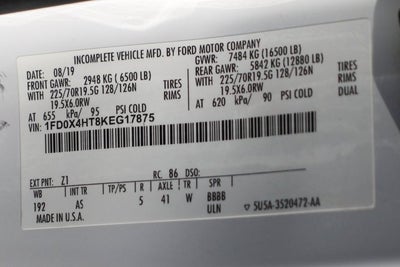 INCOMPLETE VEHICLE MFD. BY FORD MOTOR COMPANY
08/19 GVWR: 7484 KG (16500 LB)
FRONT GAWR: 2948 KG (6500 LB) REAR GAWR: 5842 KG (12880 LB)
WITH 225/70R19.5G 128/126N TIRES WITH 225/70R19.5G 128/126N TIRES
19.5X6.0RW RIMS 19.5X6.0RW RIMS
AT 655 kPa/ 95 PSI COLD AT 620 kPa/ 90 PSI COLD DUAL
1FD0X4HT8KEG17875
EXT PNT: Z1 RC: 86 DSO:
WB INT TR TP/PS R AXLE TR SPR
192 AS 5 41 W BBBB
MADE IN U.S.A. ULN 5U5A-3520472-AA